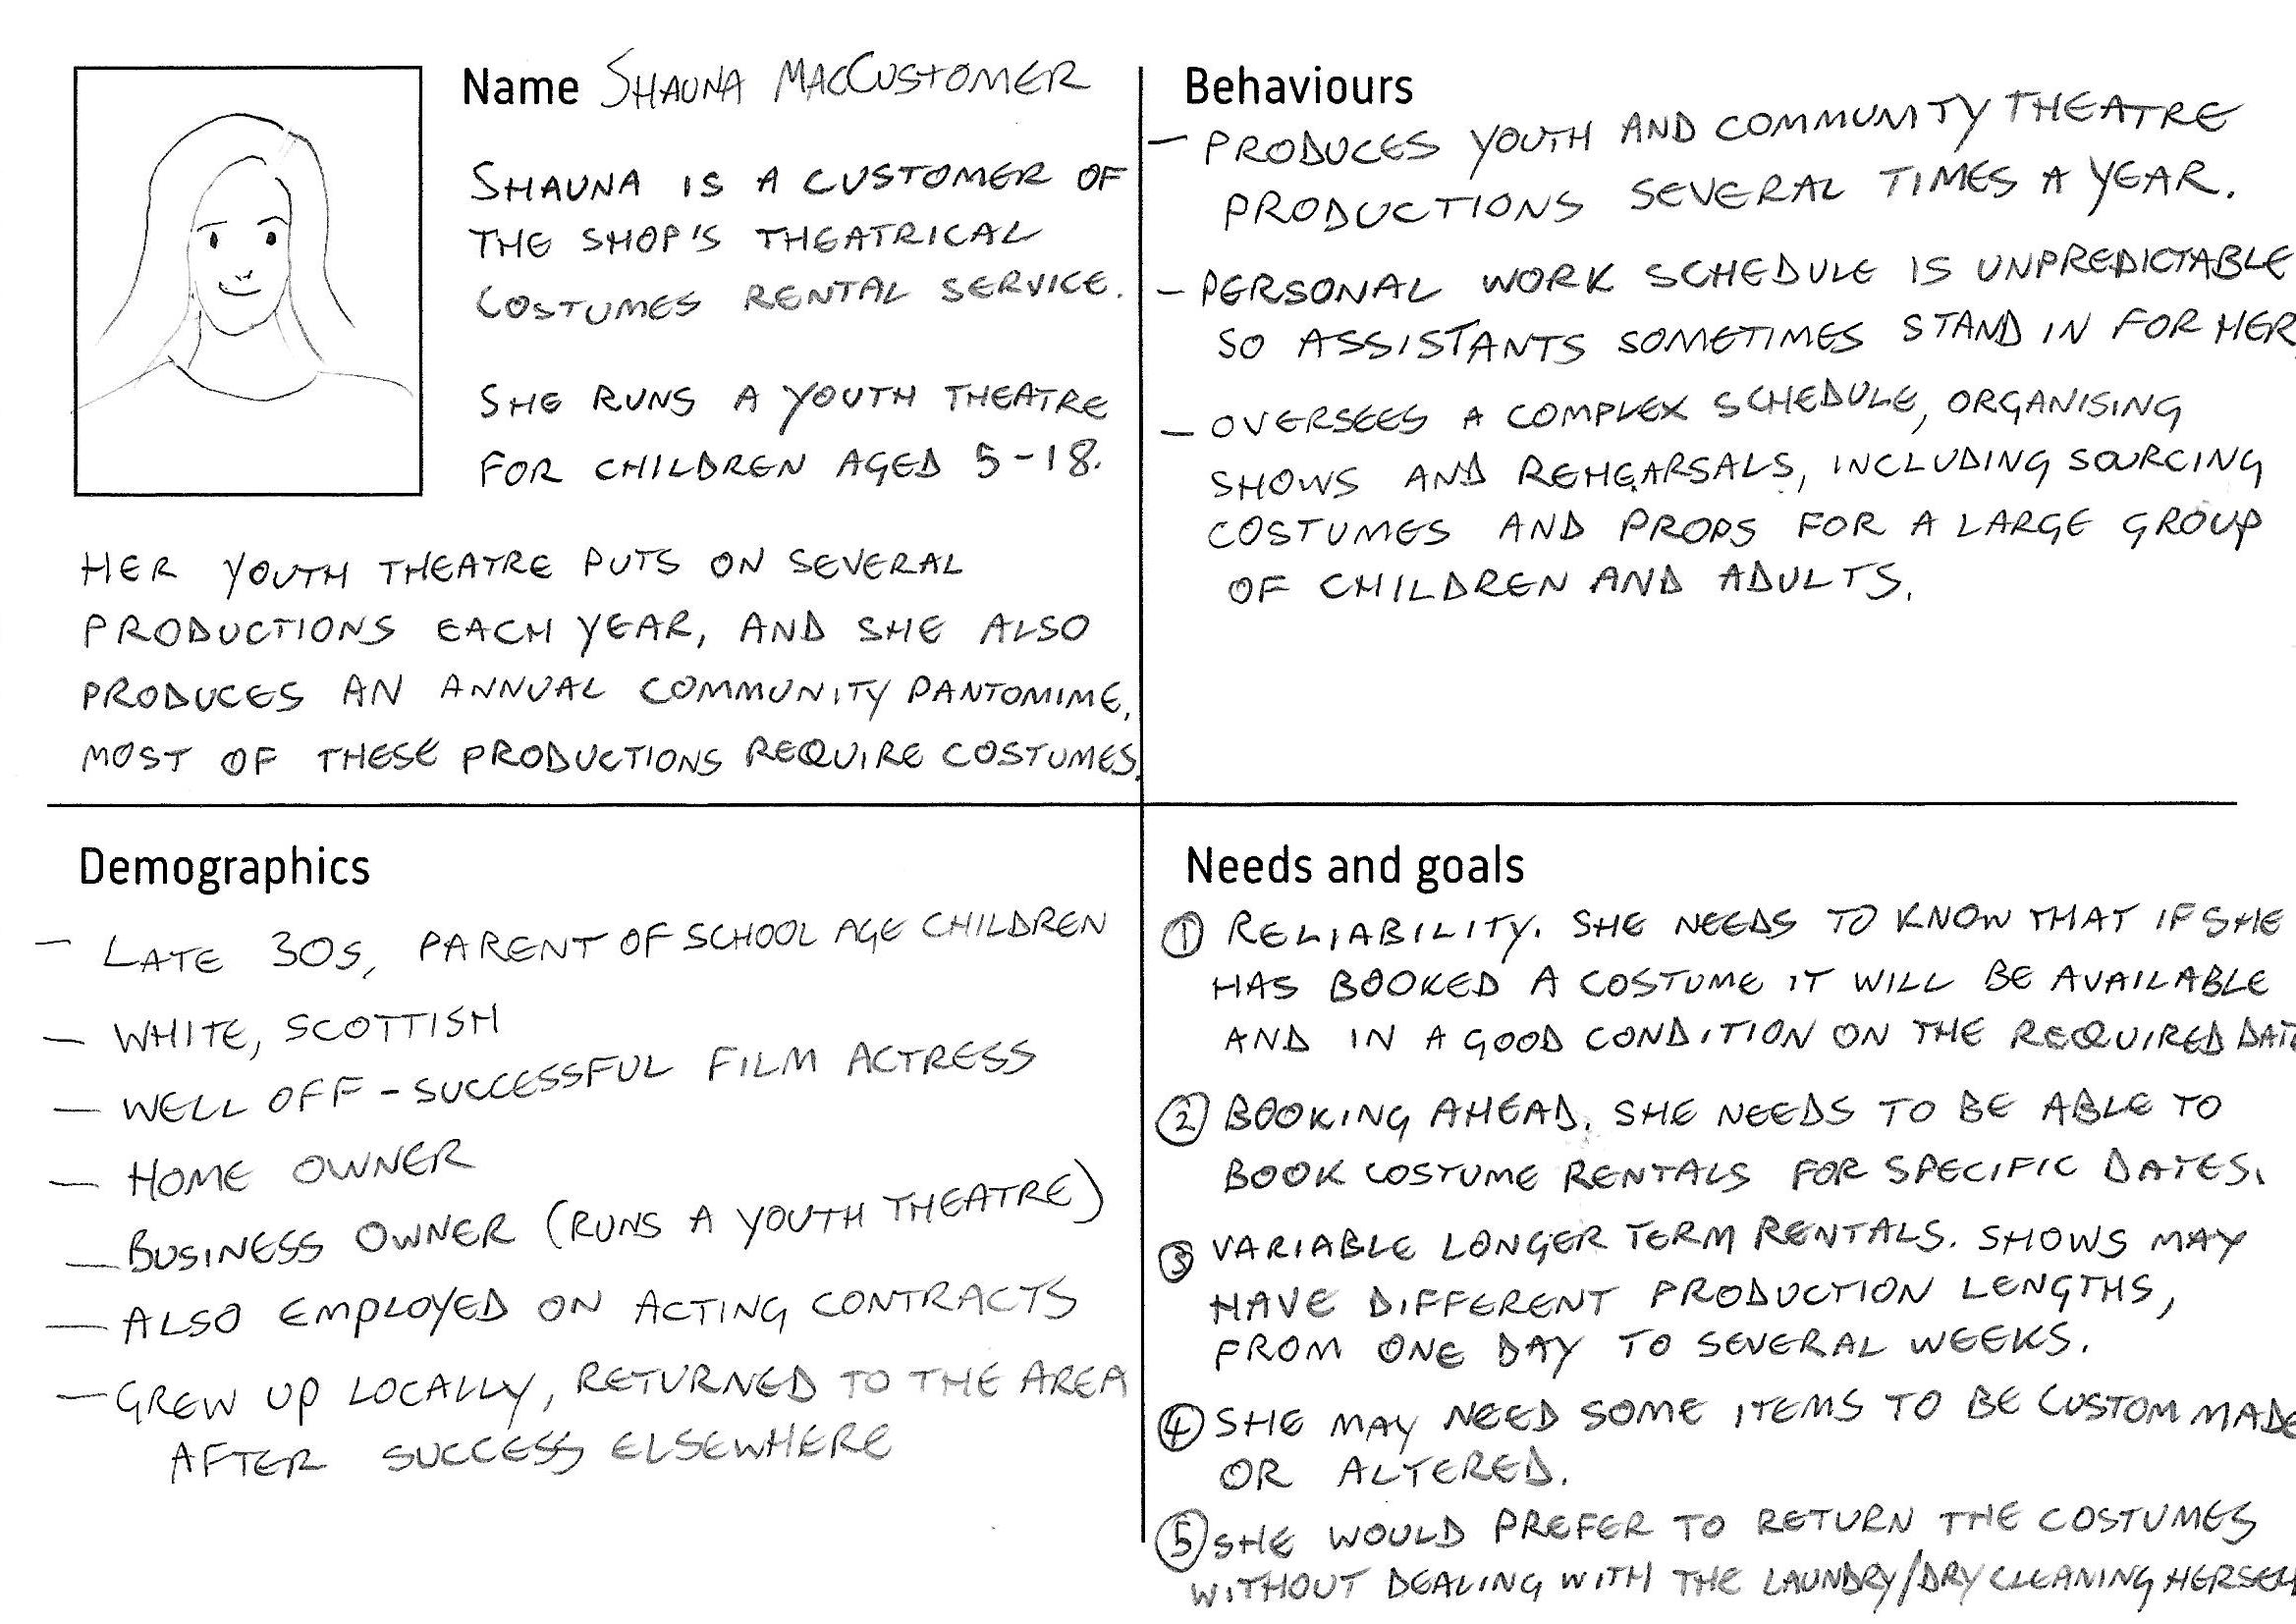 Name SHAUNA MACCUSTOMER
SHAUNA IS A CUSTOMER OF
THE SHOP'S THEATRICAL
COSTUMES RENTAL SERVICE.
SHE RUNS A YOUTH THEATRE
FOR CHILDREN AGED 5-18.
HER YOUTH THEATRE PUTS ON SEVERAL
PRODUCTIONS EACH YEAR, AND SHE ALSO
PRODUCES AN ANNUAL COMMUNITY PANTOMIME.
MOST OF THESE PRODUCTIONS REQUIRE COSTUMES.
Behaviours
- PRODUCES YOUTH AND COMMUNITY THEATRE
PRODUCTIONS SEVERAL TIMES A YEAR.
- PERSONAL WORK SCHEDULE IS UNPREDICTABLE
SO ASSISTANTS SOMETIMES STAND IN FOR HER
- OVERSEES A COMPLEX SCHEDULE, ORGANISING
SHOWS AND REHEARSALS, INCLUDING SOURCING
COSTUMES AND PROPS FOR A LARGE GROUP
OF CHILDREN AND ADULTS.
Demographics
- LATE 30S, PARENT OF SCHOOL AGE CHILDREN
- WHITE, SCOTTISH
- WELL OFF - SUCCESSFUL FILM ACTRESS
- HOME OWNER
- BUSINESS OWNER (RUNS A YOUTH THEATRE)
- ALSO EMPLOYED ON ACTING CONTRACTS
- GREW UP LOCALLY, RETURNED TO THE AREA
AFTER SUCCESS ELSEWHERE
Needs and goals
① RELIABILITY. SHE NEEDS TO KNOW THAT IF SHE
HAS BOOKED A COSTUME IT WILL BE AVAILABLE
AND IN A GOOD CONDITION ON THE REQUIRED DAT
② BOOKING AHEAD. SHE NEEDS TO BE ABLE TO
BOOK COSTUME RENTALS FOR SPECIFIC DATES.
③ VARIABLE LONGER TERM RENTALS. SHOWS MAY
HAVE DIFFERENT PRODUCTION LENGTHS,
FROM ONE DAY TO SEVERAL WEEKS.
④ SHE MAY NEED SOME ITEMS TO BE CUSTOM MADE
OR ALTERED.
⑤ SHE WOULD PREFER TO RETURN THE COSTUMES
WITHOUT DEALING WITH THE LAUNDRY/DRY CLEANING HERSELF